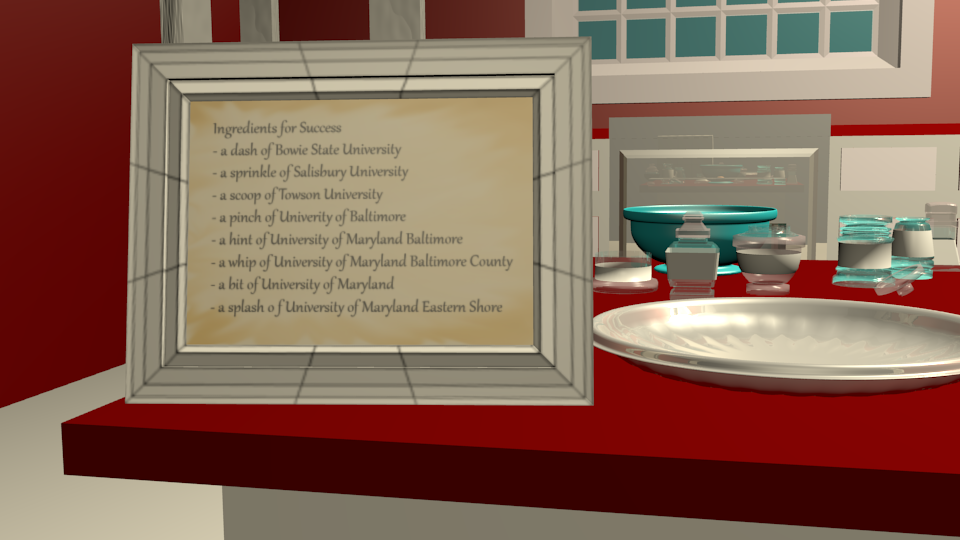 Ingredients for Success
- a dash of Bowie State University
- a sprinkle of Salisbury University
- a scoop of Towson University
- a pinch of Univerity of Baltimore
- a hint of University of Maryland Baltimore
- a whip of University of Maryland Baltimore County
- a bit of University of Maryland
- a splash of University of Maryland Eastern Shore